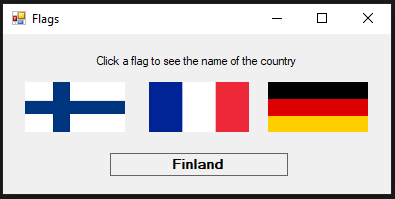 Flags
Click a flag to see the name of the country
Finland